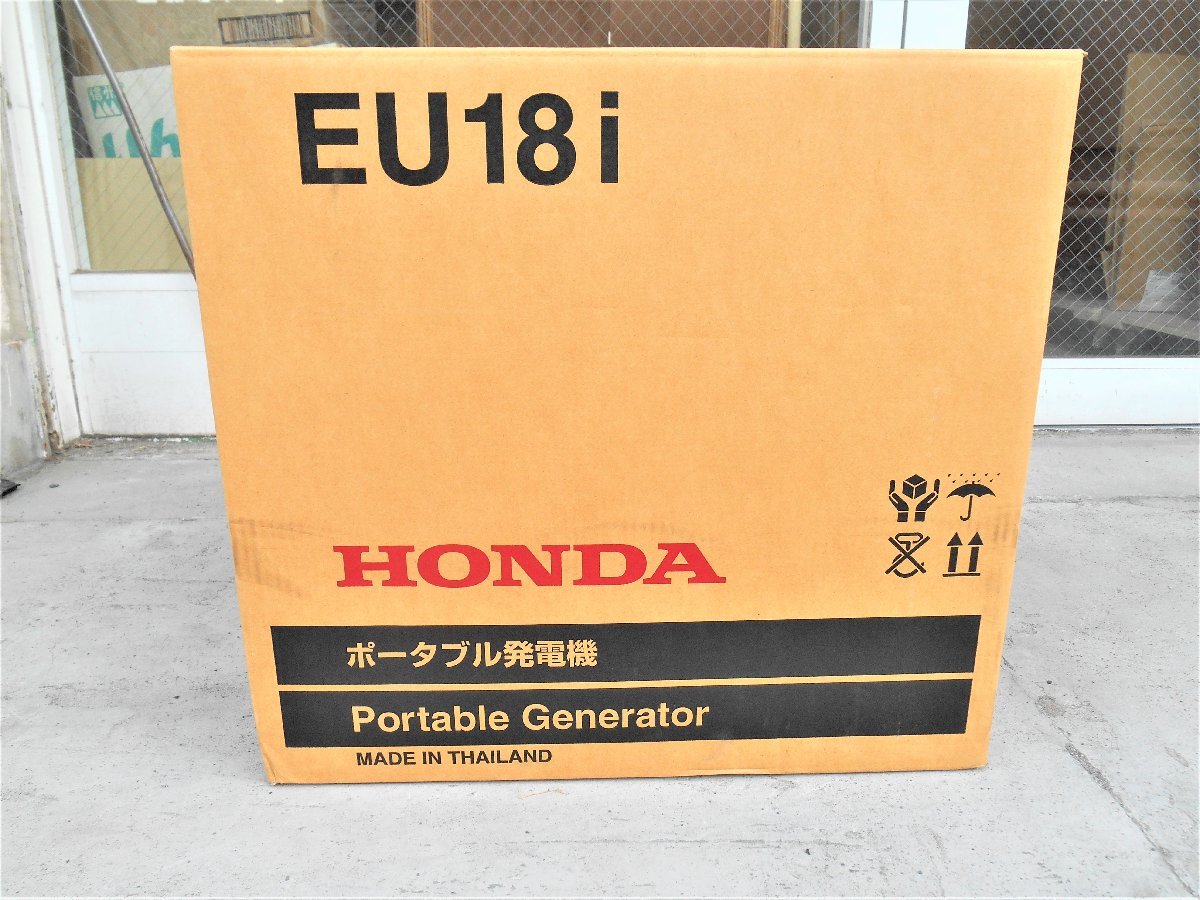 EU18i
HONDA
ポータブル発電機
Portable Generator
MADE IN THAILAND